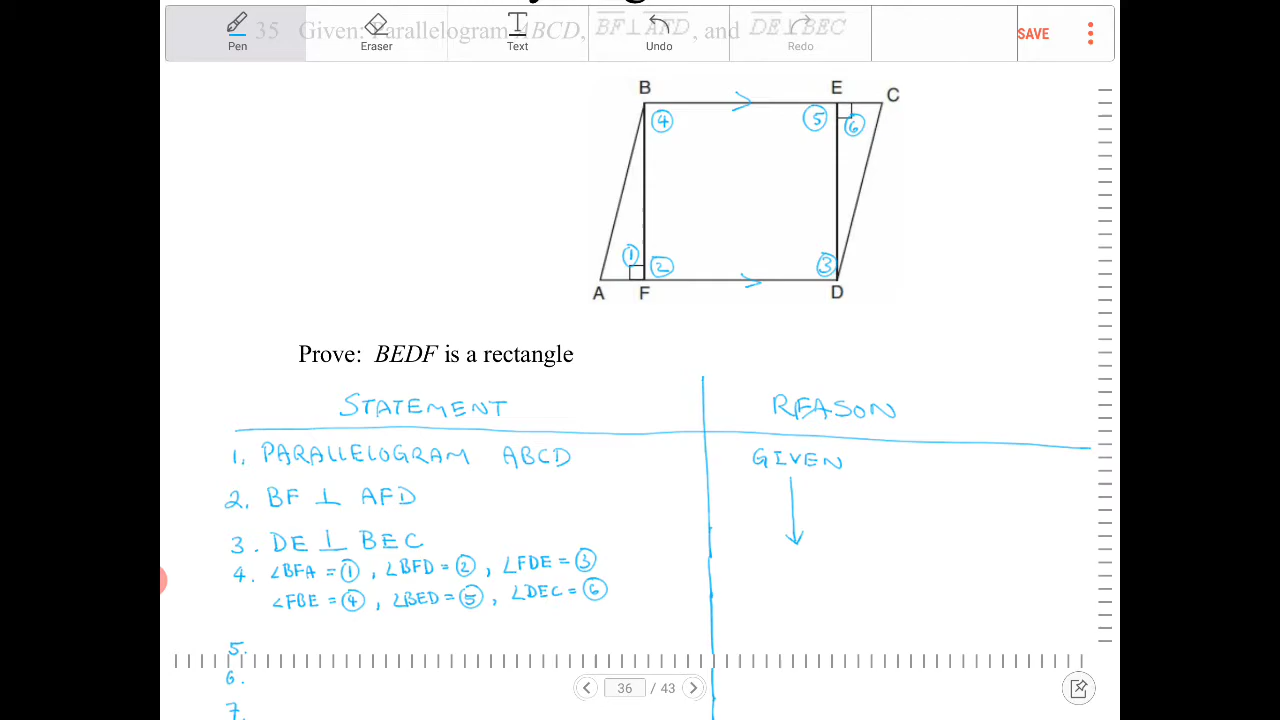 Pen
Eraser
Text
Undo
Redo
SAVE
35 Given: Parallelogram ABCD, BF ⊥ AFD, and DE ⊥ BEC
B E C
④ ⑤ ⑥
① ② ③
A F D
Prove: BEDF is a rectangle
STATEMENT REASON
1. PARALLELOGRAM ABCD GIVEN
2. BF ⊥ AFD
3. DE ⊥ BEC
4. ∠BFA = ①, ∠BFD = ②, ∠FDE = ③
∠FBE = ④, ∠BED = ⑤, ∠DEC = ⑥
5.
6.
7.
36 / 43